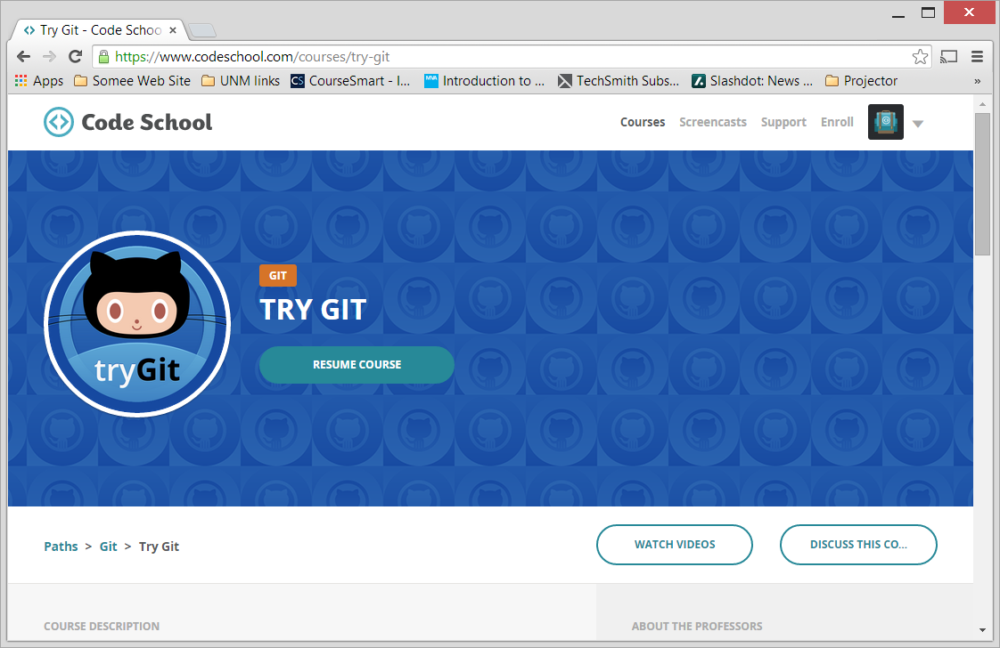 Try Git - Code Schoo
https://www.codeschool.com/courses/try-git
Apps Somee Web Site UNM links CS CourseSmart - I... MVA Introduction to ... TechSmith Subs... Slashdot: News ... Projector »
Code School
Courses Screencasts Support Enroll
GIT
TRY GIT
tryGit
RESUME COURSE
Paths > Git > Try Git
WATCH VIDEOS
DISCUSS THIS CO...
COURSE DESCRIPTION
ABOUT THE PROFESSORS